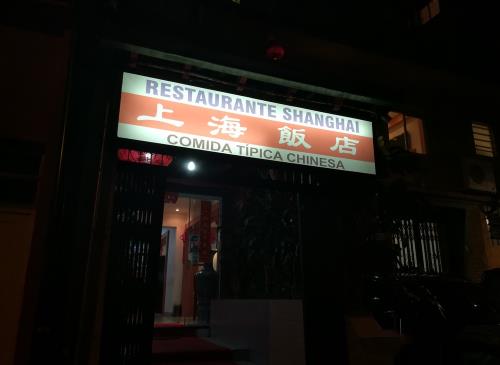 RESTAURANTE SHANGHAI
上海飯店
COMIDA TÍPICA CHINESA